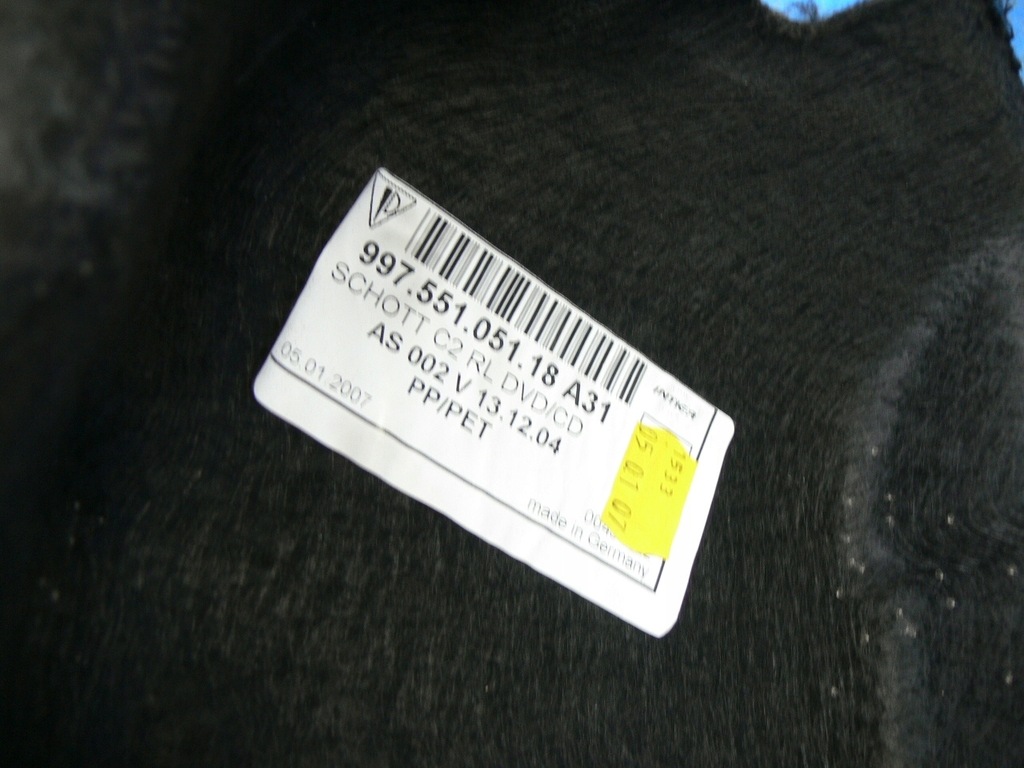 997.551.051.18 A31
SCHOTT C2 RL DVD/CD
AS 002 V 13.12.04
PP/PET
05.01.2007
1533
05 01 07
made in Germany